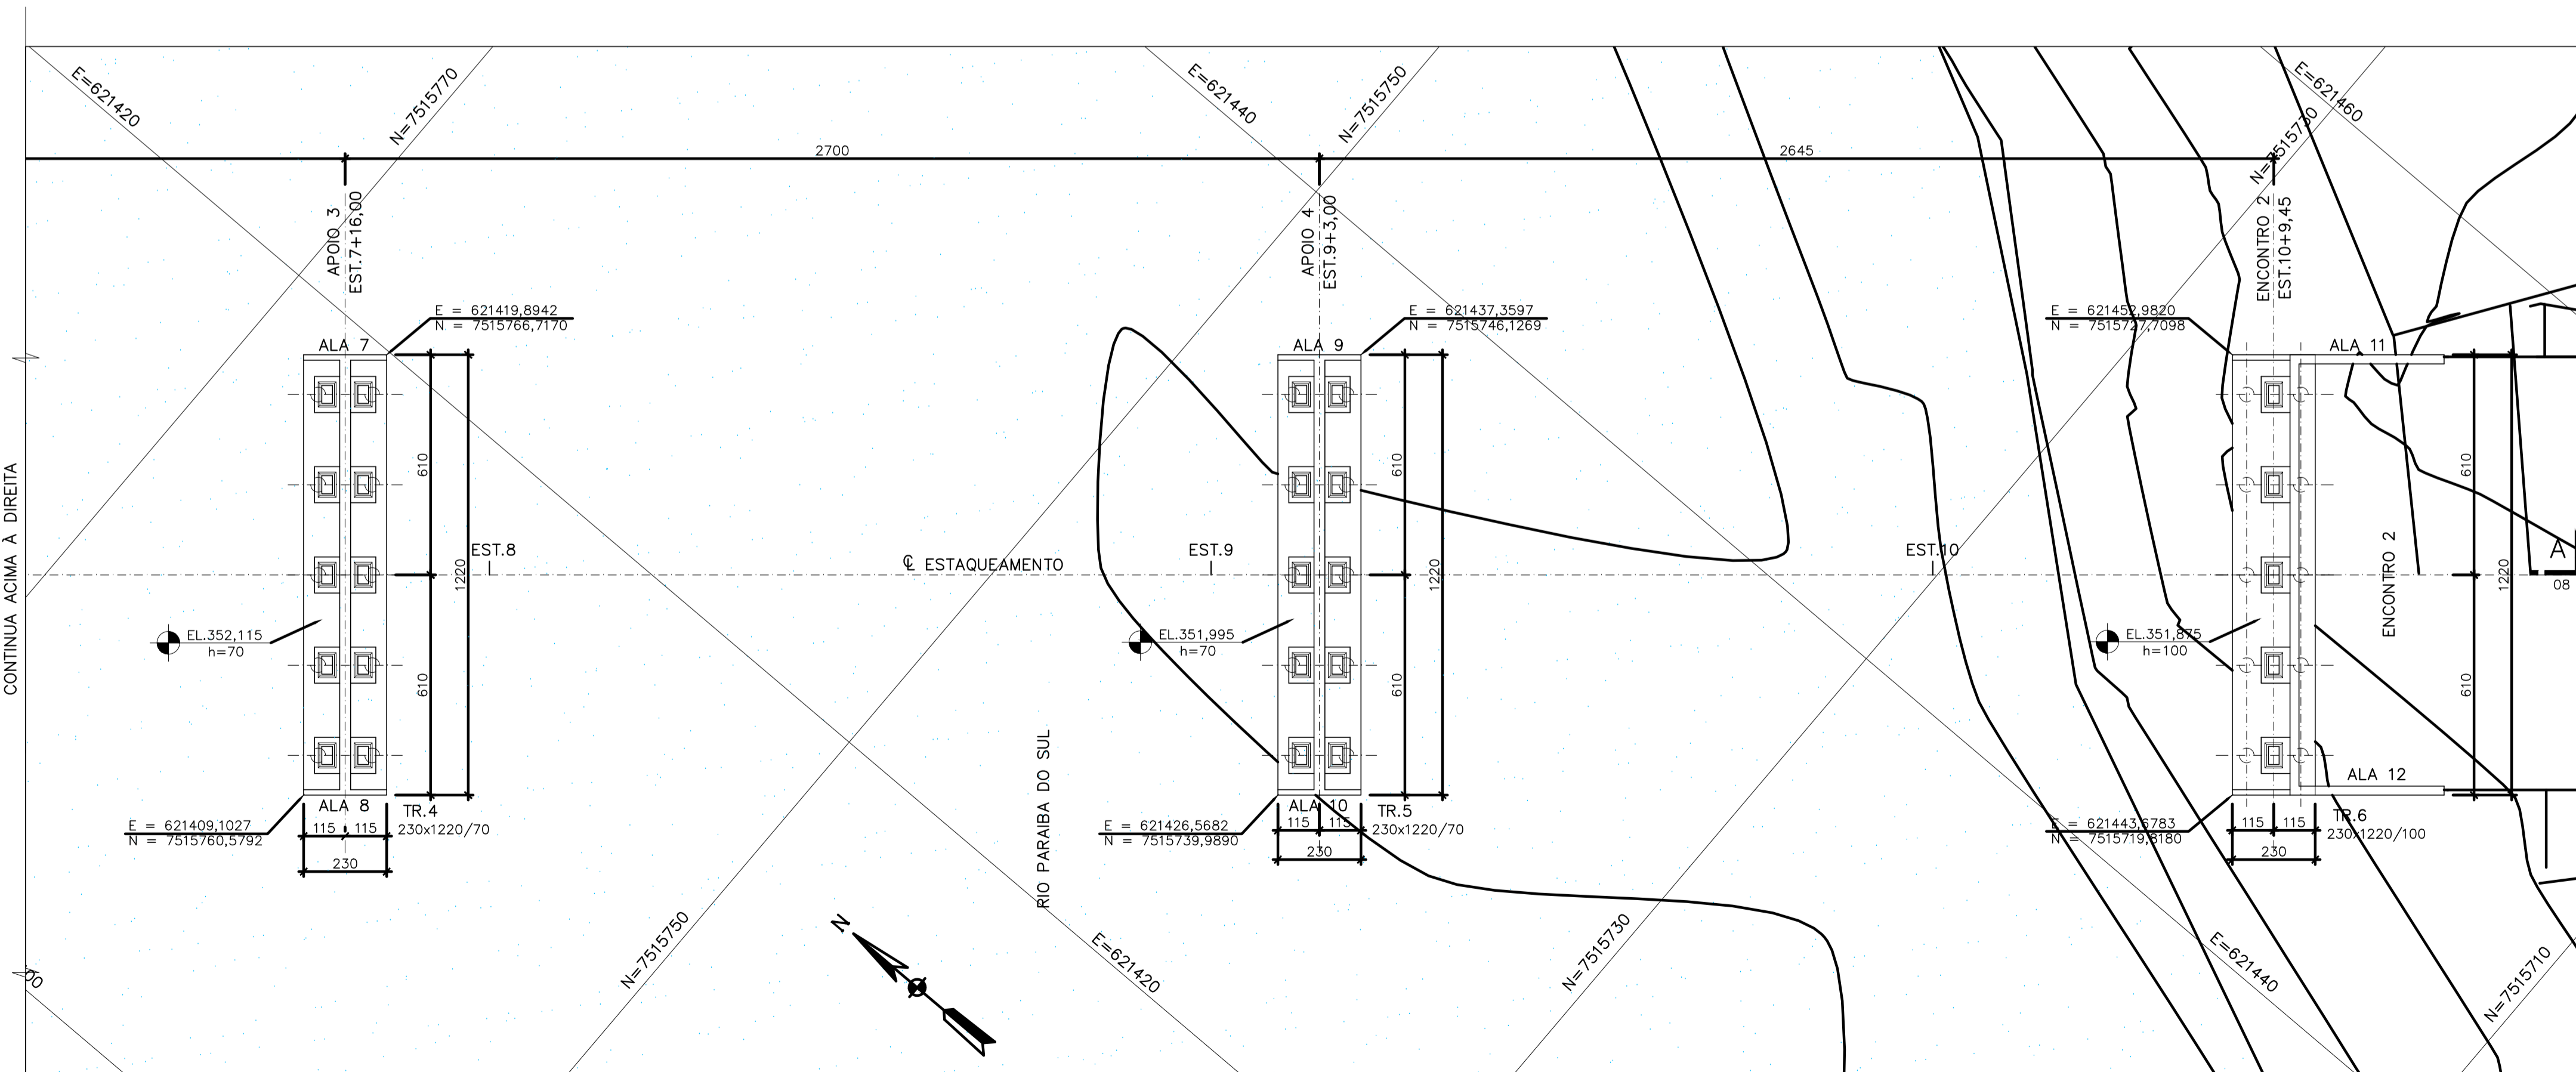 E=621420
N=7515770
E=621440
N=7515750
E=621460
N=7515730
2700
2645
APOIO 3
EST.7+16,00
APOIO 4
EST.9+3,00
ENCONTRO 2
EST.10+9,45
E = 621419,8942
N = 7515766,7170
E = 621437,3597
N = 7515746,1269
E = 621452,9820
N = 7515727,7098
ALA 7
ALA 9
ALA 11
610
610
610
CONTINUA ACIMA À DIREITA
EST.8
℄ ESTAQUEAMENTO
EST.9
EST.10
1220
1220
1220
ENCONTRO 2
A
08
EL.352,115
h=70
EL.351,995
h=70
EL.351,875
h=100
610
610
610
RIO PARAIBA DO SUL
ALA 8
TR.4
230x1220/70
ALA 10
TR.5
230x1220/70
ALA 12
TR.6
230x1220/100
E = 621409,1027
N = 7515760,5792
115
115
230
E = 621426,5682
N = 7515739,9890
115
115
230
E = 621443,6783
N = 7515719,8180
115
115
230
N
N=7515750
E=621420
N=7515730
E=621440
N=7515710